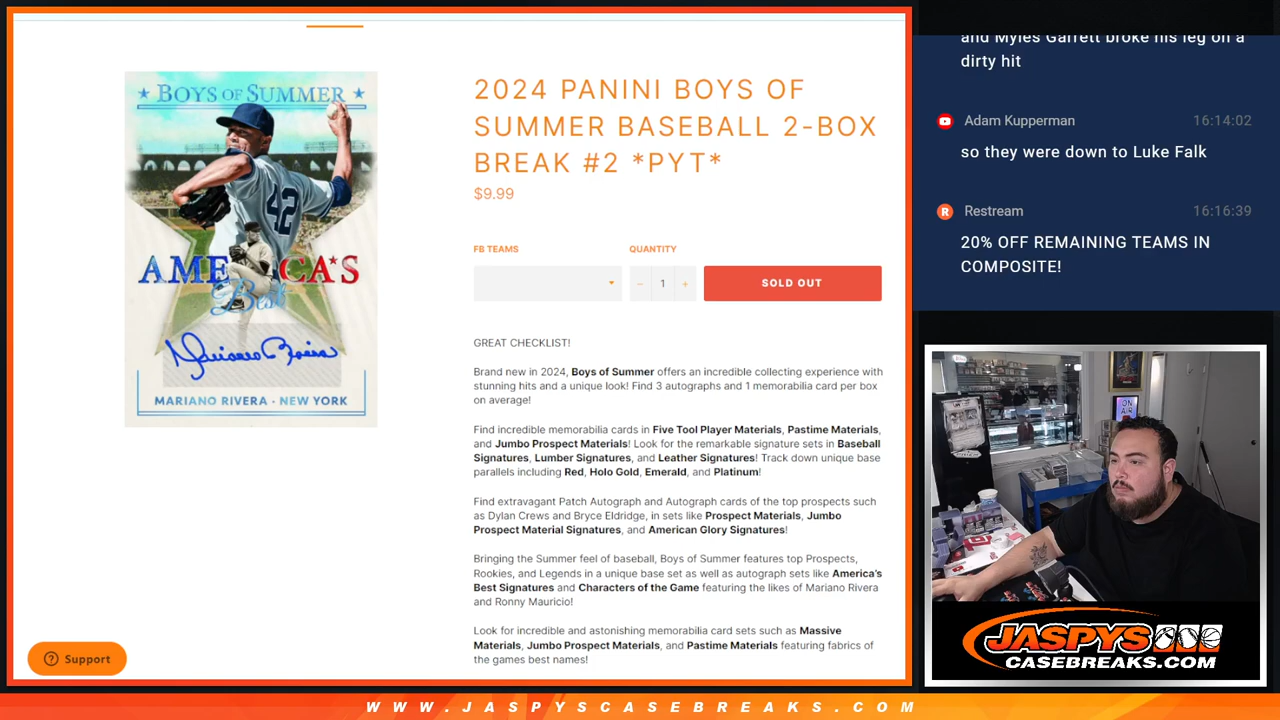 ★ BOYS OF SUMMER ★
42
AMERICA'S
Best
Mariano Rivera
MARIANO RIVERA · NEW YORK
Support
2024 PANINI BOYS OF
SUMMER BASEBALL 2-BOX
BREAK #2 *PYT*
$9.99
FB TEAMS
QUANTITY
− 1 +
SOLD OUT
GREAT CHECKLIST!
Brand new in 2024, Boys of Summer offers an incredible collecting experience with
stunning hits and a unique look! Find 3 autographs and 1 memorabilia card per box
on average!
Find incredible memorabilia cards in Five Tool Player Materials, Pastime Materials,
and Jumbo Prospect Materials! Look for the remarkable signature sets in Baseball
Signatures, Lumber Signatures, and Leather Signatures! Track down unique base
parallels including Red, Holo Gold, Emerald, and Platinum!
Find extravagant Patch Autograph and Autograph cards of the top prospects such
as Dylan Crews and Bryce Eldridge, in sets like Prospect Materials, Jumbo
Prospect Material Signatures, and American Glory Signatures!
Bringing the Summer feel of baseball, Boys of Summer features top Prospects,
Rookies, and Legends in a unique base set as well as autograph sets like America's
Best Signatures and Characters of the Game featuring the likes of Mariano Rivera
and Ronny Mauricio!
Look for incredible and astonishing memorabilia card sets such as Massive
Materials, Jumbo Prospect Materials, and Pastime Materials featuring fabrics of
the games best names!
and Myles Garrett broke his leg on a
dirty hit
Adam Kupperman 16:14:02
so they were down to Luke Falk
Restream 16:16:39
20% OFF REMAINING TEAMS IN
COMPOSITE!
ON
AIR
JASPYS
CASEBREAKS.COM
WWW.JASPYSCASEBREAKS.COM